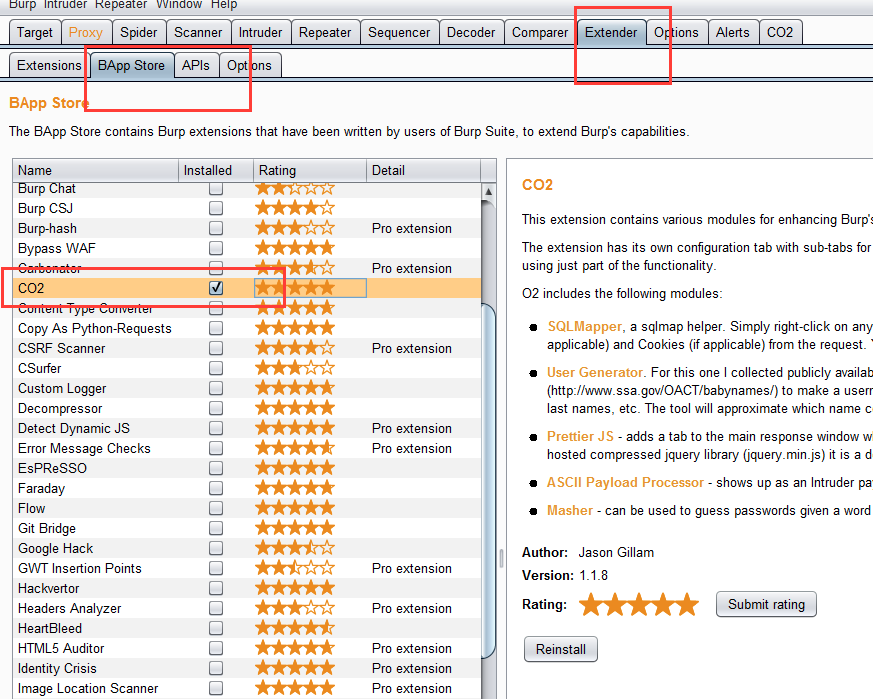 Burp Intruder Repeater Window Help
Target Proxy Spider Scanner Intruder Repeater Sequencer Decoder Comparer Extender Options Alerts CO2
Extensions BApp Store APIs Options
BApp Store
The BApp Store contains Burp extensions that have been written by users of Burp Suite, to extend Burp's capabilities.
Name Installed Rating Detail
Burp Chat
Burp CSJ
Burp-hash Pro extension
Bypass WAF
Carbonator Pro extension
CO2
Content Type Converter
Copy As Python-Requests
CSRF Scanner Pro extension
CSurfer
Custom Logger
Decompressor
Detect Dynamic JS Pro extension
Error Message Checks Pro extension
EsPReSSO
Faraday
Flow
Git Bridge
Google Hack
GWT Insertion Points Pro extension
Hackvertor
Headers Analyzer Pro extension
HeartBleed
HTML5 Auditor Pro extension
Identity Crisis Pro extension
Image Location Scanner Pro extension
CO2
This extension contains various modules for enhancing Burp's
The extension has its own configuration tab with sub-tabs for
using just part of the functionality.
O2 includes the following modules:
SQLMapper, a sqlmap helper. Simply right-click on any
applicable) and Cookies (if applicable) from the request.
User Generator. For this one I collected publicly availab
(http://www.ssa.gov/OACT/babynames/) to make a usern
last names, etc. The tool will approximate which name c
Prettier JS - adds a tab to the main response window w
hosted compressed jquery library (jquery.min.js) it is a d
ASCII Payload Processor - shows up as an Intruder pa
Masher - can be used to guess passwords given a word
Author: Jason Gillam
Version: 1.1.8
Rating: Submit rating
Reinstall